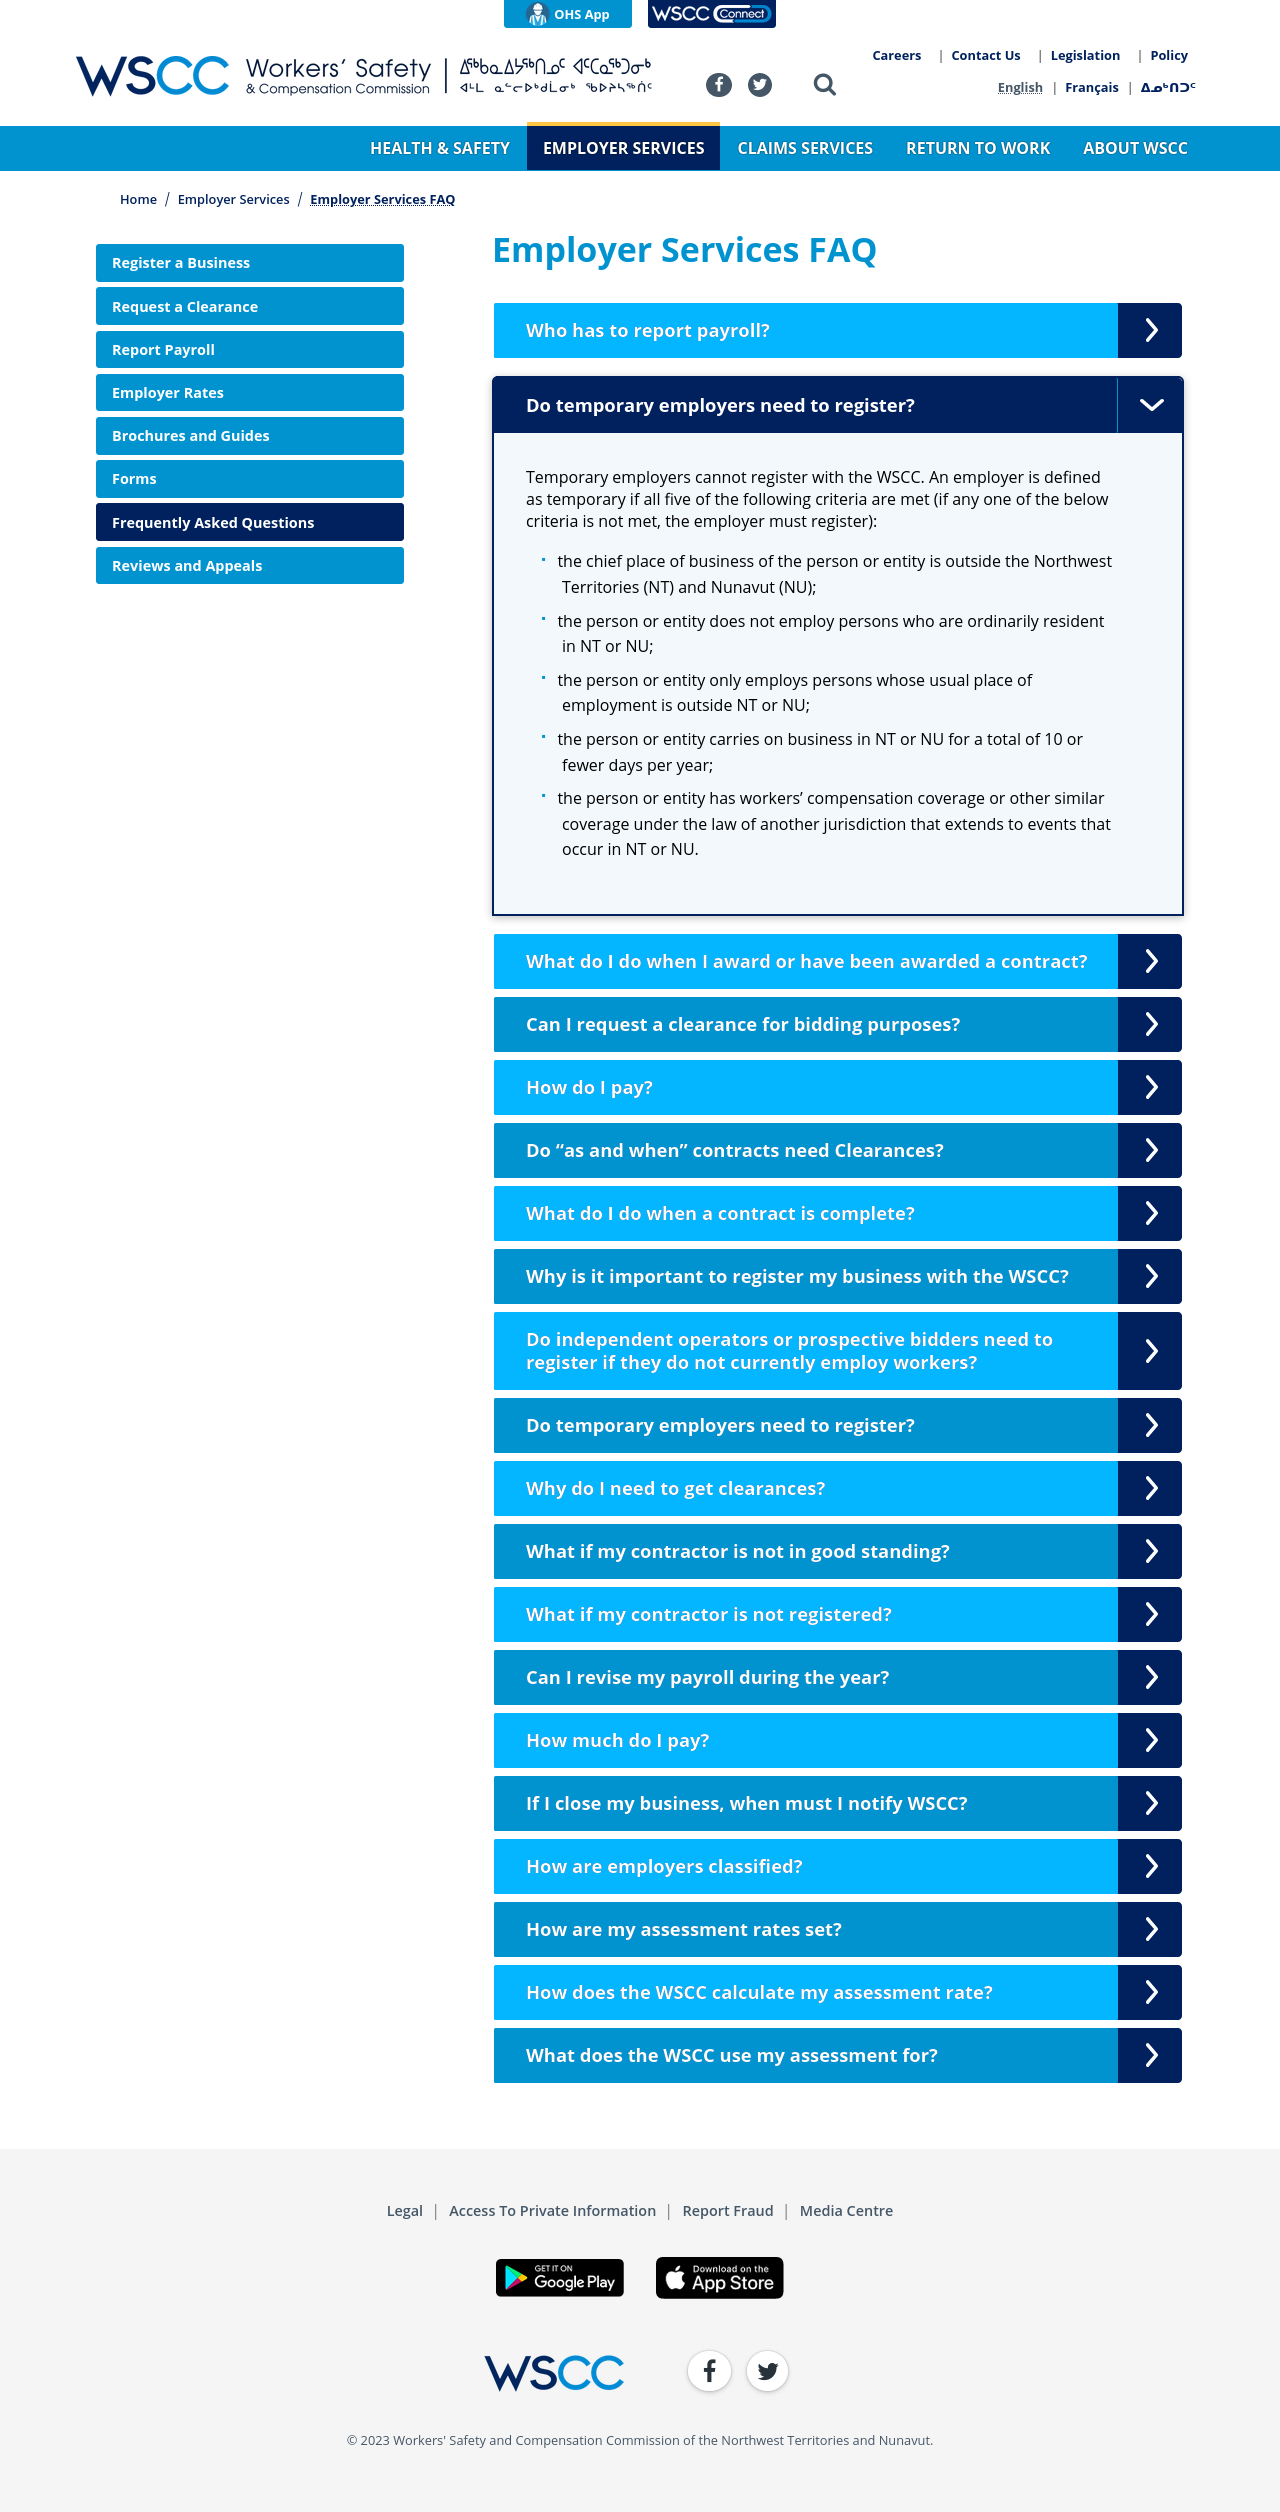 OHS App
WSCC Connect
Careers | Contact Us | Legislation | Policy
WSCC Workers' Safety & Compensation Commission | ᐃᖅᑲᓇᐃᔭᖅᑎᓄᑦ ᐊᑦᑕᓇᖅᑐᓂᒃ
ᐊᒻᒪ ᓇᓪᓕᐅᒃᑯᒫᓂᒃ ᖃᐅᔨᓴᖅᑏᑦ
English | Français | ᐃᓄᒃᑎᑐᑦ
HEALTH & SAFETY EMPLOYER SERVICES CLAIMS SERVICES RETURN TO WORK ABOUT WSCC
Home / Employer Services / Employer Services FAQ
Register a Business
Request a Clearance
Report Payroll
Employer Rates
Brochures and Guides
Forms
Frequently Asked Questions
Reviews and Appeals
Employer Services FAQ
Who has to report payroll?
Do temporary employers need to register?
Temporary employers cannot register with the WSCC. An employer is defined
as temporary if all five of the following criteria are met (if any one of the below
criteria is not met, the employer must register):
the chief place of business of the person or entity is outside the Northwest
Territories (NT) and Nunavut (NU);
the person or entity does not employ persons who are ordinarily resident
in NT or NU;
the person or entity only employs persons whose usual place of
employment is outside NT or NU;
the person or entity carries on business in NT or NU for a total of 10 or
fewer days per year;
the person or entity has workers’ compensation coverage or other similar
coverage under the law of another jurisdiction that extends to events that
occur in NT or NU.
What do I do when I award or have been awarded a contract?
Can I request a clearance for bidding purposes?
How do I pay?
Do “as and when” contracts need Clearances?
What do I do when a contract is complete?
Why is it important to register my business with the WSCC?
Do independent operators or prospective bidders need to
register if they do not currently employ workers?
Do temporary employers need to register?
Why do I need to get clearances?
What if my contractor is not in good standing?
What if my contractor is not registered?
Can I revise my payroll during the year?
How much do I pay?
If I close my business, when must I notify WSCC?
How are employers classified?
How are my assessment rates set?
How does the WSCC calculate my assessment rate?
What does the WSCC use my assessment for?
Legal | Access To Private Information | Report Fraud | Media Centre
GET IT ON
Google Play
Download on the
App Store
WSCC
© 2023 Workers' Safety and Compensation Commission of the Northwest Territories and Nunavut.